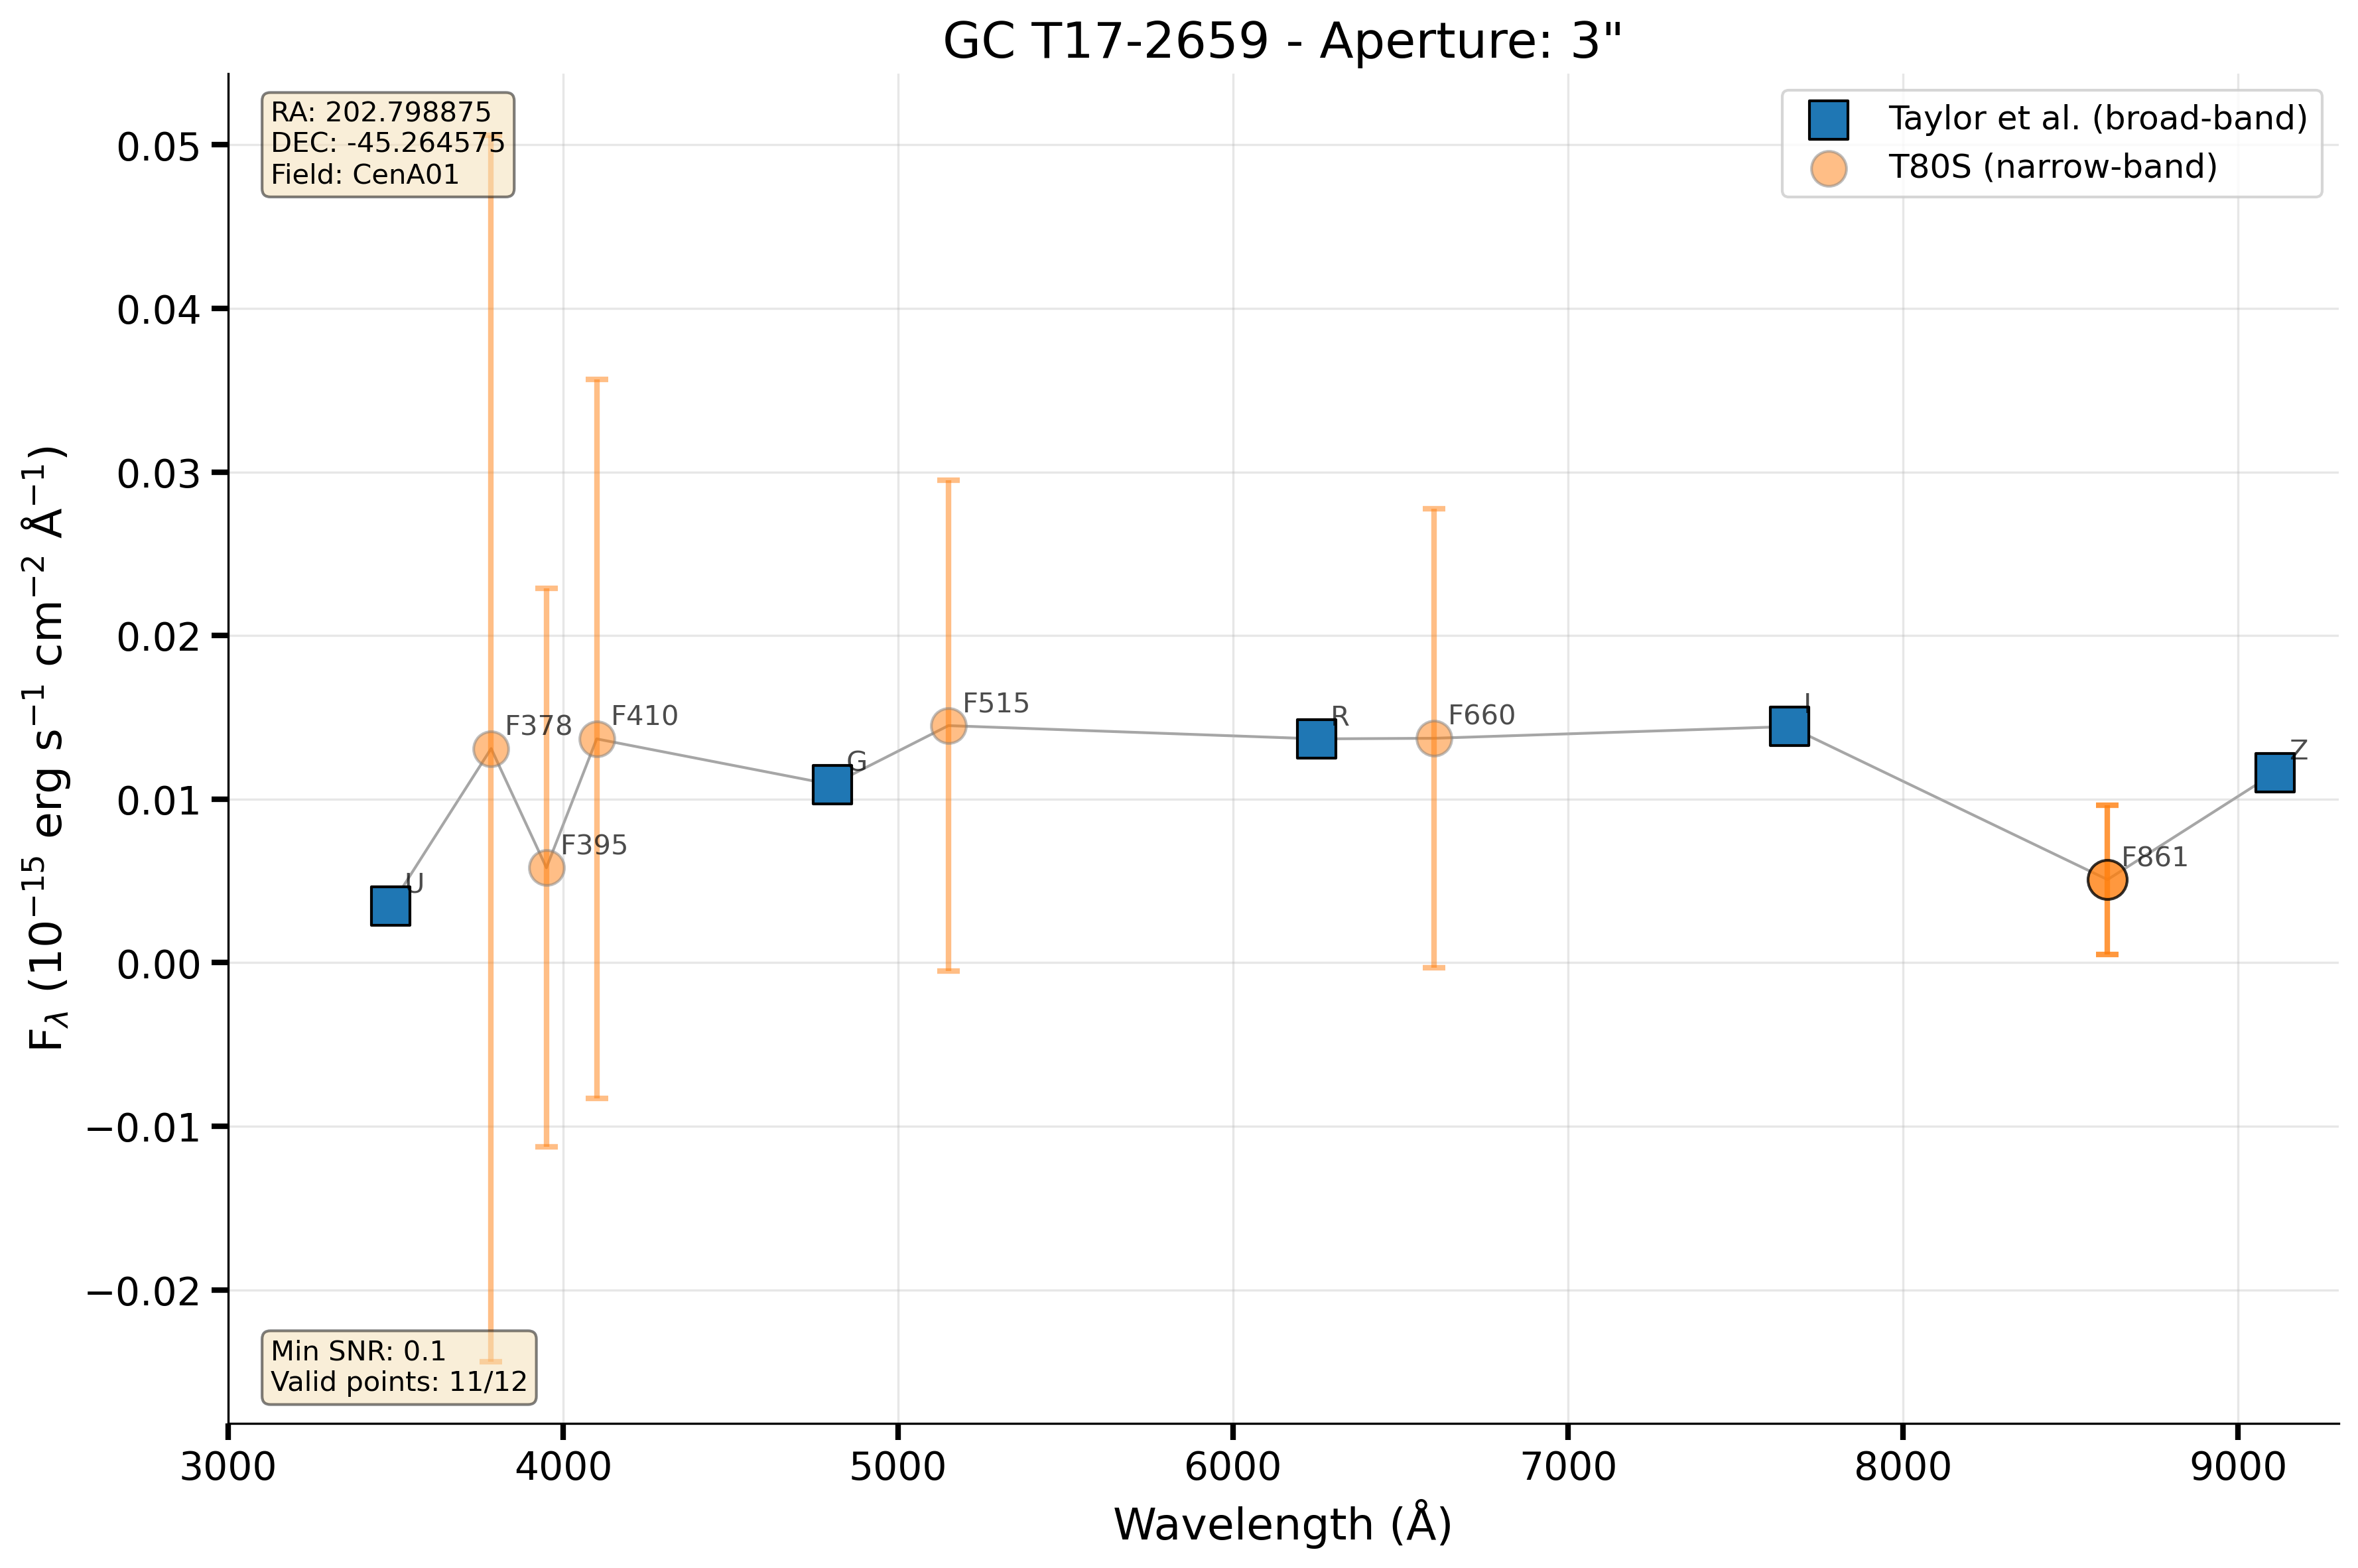 GC T17-2659 - Aperture: 3"
RA: 202.798875
DEC: -45.264575
Field: CenA01
Taylor et al. (broad-band)
T80S (narrow-band)
0.05
0.04
0.03
0.02
0.01
0.00
−0.01
−0.02
F_λ (10⁻¹⁵ erg s⁻¹ cm⁻² Å⁻¹)
U
F378
F395
F410
G
F515
R
F660
I
F861
Z
Min SNR: 0.1
Valid points: 11/12
3000 4000 5000 6000 7000 8000 9000
Wavelength (Å)